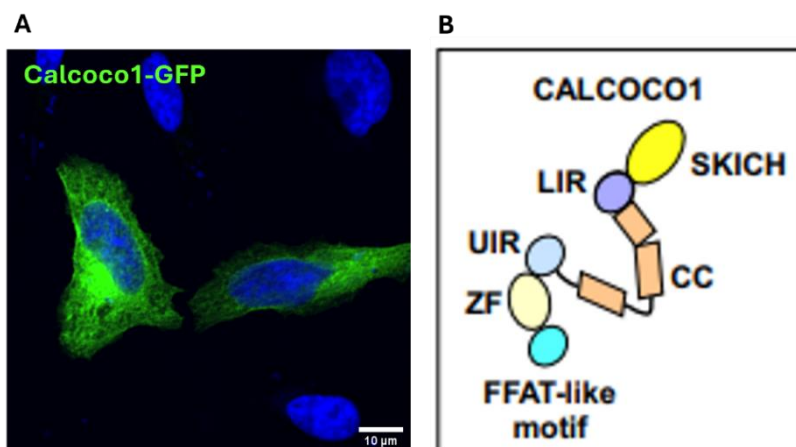 A
Calcoco1-GFP
10 µm
B
CALCOCO1
SKICH
LIR
UIR
CC
ZF
FFAT-like
motif